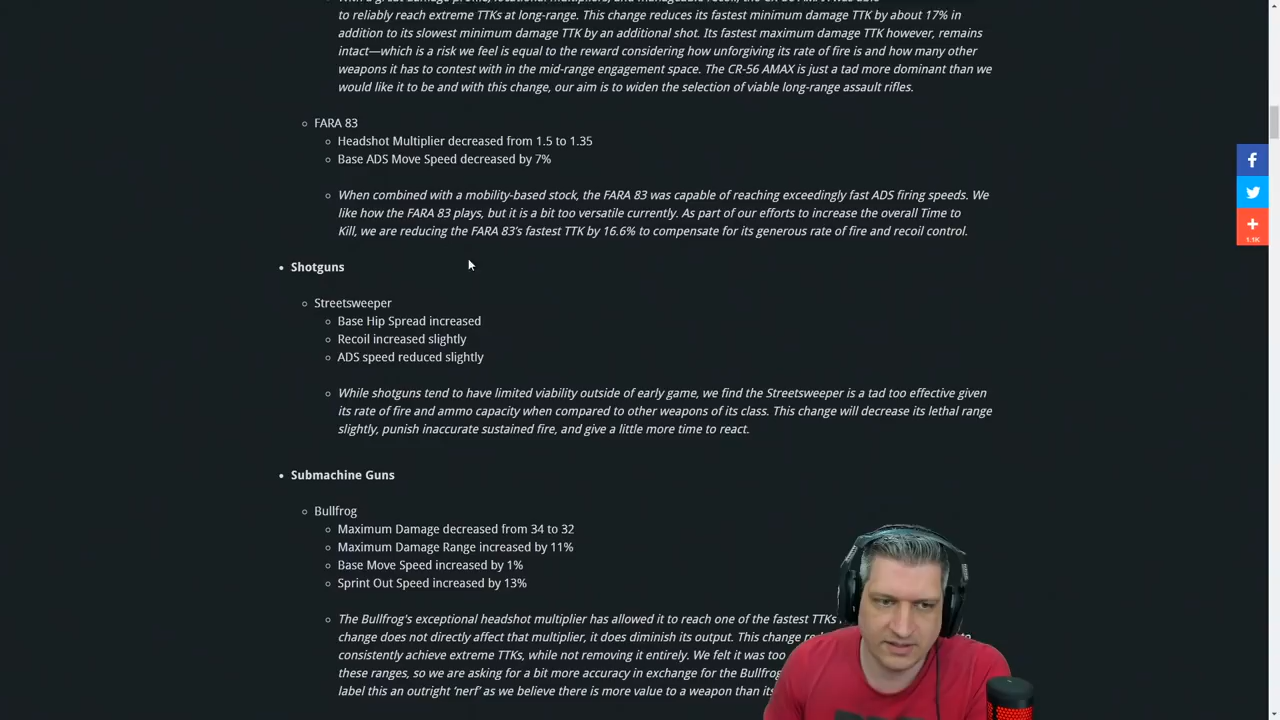 to reliably reach extreme TTKs at long-range. This change reduces its fastest minimum damage TTK by about 17% in
addition to its slowest minimum damage TTK by an additional shot. Its fastest maximum damage TTK however, remains
intact—which is a risk we feel is equal to the reward considering how unforgiving its rate of fire is and how many other
weapons it has to contest with in the mid-range engagement space. The CR-56 AMAX is just a tad more dominant than we
would like it to be and with this change, our aim is to widen the selection of viable long-range assault rifles.
FARA 83
Headshot Multiplier decreased from 1.5 to 1.35
Base ADS Move Speed decreased by 7%
When combined with a mobility-based stock, the FARA 83 was capable of reaching exceedingly fast ADS firing speeds. We
like how the FARA 83 plays, but it is a bit too versatile currently. As part of our efforts to increase the overall Time to
Kill, we are reducing the FARA 83's fastest TTK by 16.6% to compensate for its generous rate of fire and recoil control.
Shotguns
Streetsweeper
Base Hip Spread increased
Recoil increased slightly
ADS speed reduced slightly
While shotguns tend to have limited viability outside of early game, we find the Streetsweeper is a tad too effective given
its rate of fire and ammo capacity when compared to other weapons of its class. This change will decrease its lethal range
slightly, punish inaccurate sustained fire, and give a little more time to react.
Submachine Guns
Bullfrog
Maximum Damage decreased from 34 to 32
Maximum Damage Range increased by 11%
Base Move Speed increased by 1%
Sprint Out Speed increased by 13%
The Bullfrog's exceptional headshot multiplier has allowed it to reach one of the fastest TTKs
change does not directly affect that multiplier, it does diminish its output. This change
consistently achieve extreme TTKs, while not removing it entirely. We felt it was too
these ranges, so we are asking for a bit more accuracy in exchange for the Bullfrog
label this an outright 'nerf' as we believe there is more value to a weapon than its
1.1K